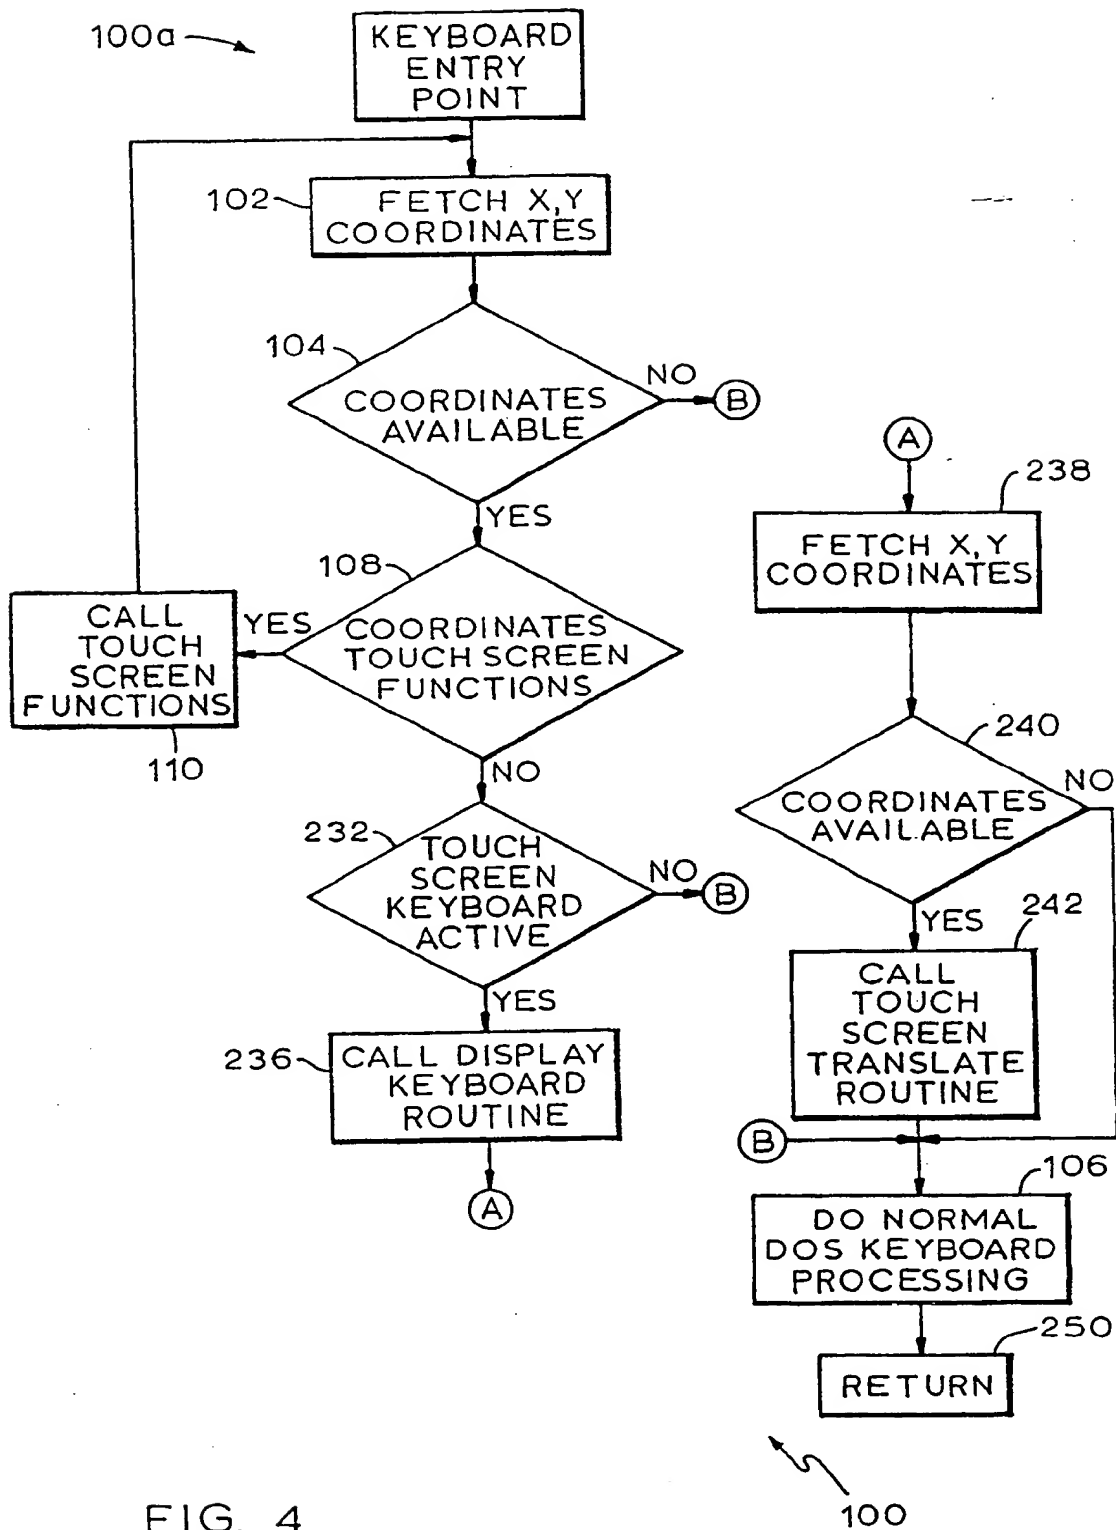 100a
KEYBOARD
ENTRY
POINT
102
FETCH X,Y
COORDINATES
104
COORDINATES
AVAILABLE
NO
B
YES
108
COORDINATES
TOUCH SCREEN
FUNCTIONS
YES
CALL
TOUCH
SCREEN
FUNCTIONS
110
NO
232
TOUCH
SCREEN
KEYBOARD
ACTIVE
NO
B
YES
236
CALL DISPLAY
KEYBOARD
ROUTINE
A
A
238
FETCH X,Y
COORDINATES
240
COORDINATES
AVAILABLE
NO
YES
242
CALL
TOUCH
SCREEN
TRANSLATE
ROUTINE
B
106
DO NORMAL
DOS KEYBOARD
PROCESSING
250
RETURN
100
FIG. 4